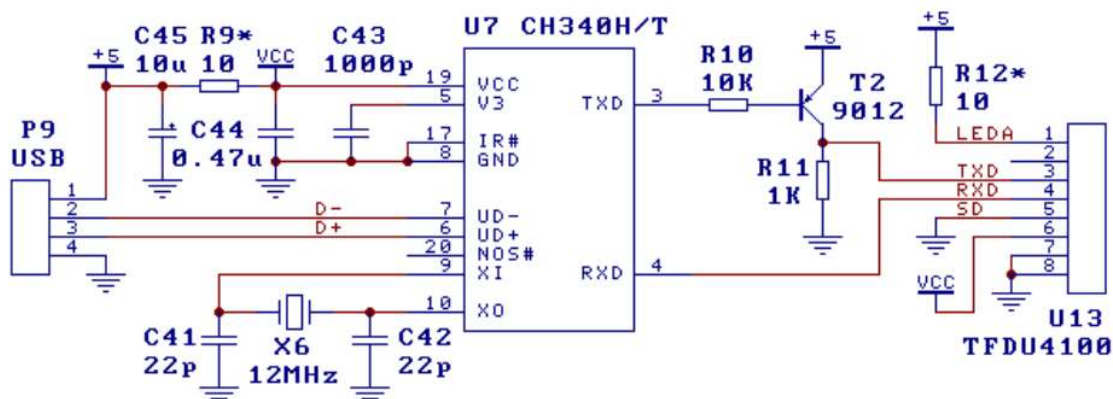 U7 CH340H/T
C45 R9* VCC C43
+5 10u 10 1000p
19 VCC
5 V3
TXD 3
R10
10K
+5
T2
9012
+5
R12*
10
P9
USB
C44
0.47u
17 IR#
8 GND
LEDA 1
2
TXD 3
RXD 4
SD 5
6
7
8
R11
1K
1
2 D- 7 UD-
3 D+ 6 UD+
4 20 NOS#
9 XI
RXD 4
10 XO
VCC
C41
22p
X6
12MHz
C42
22p
U13
TFDU4100